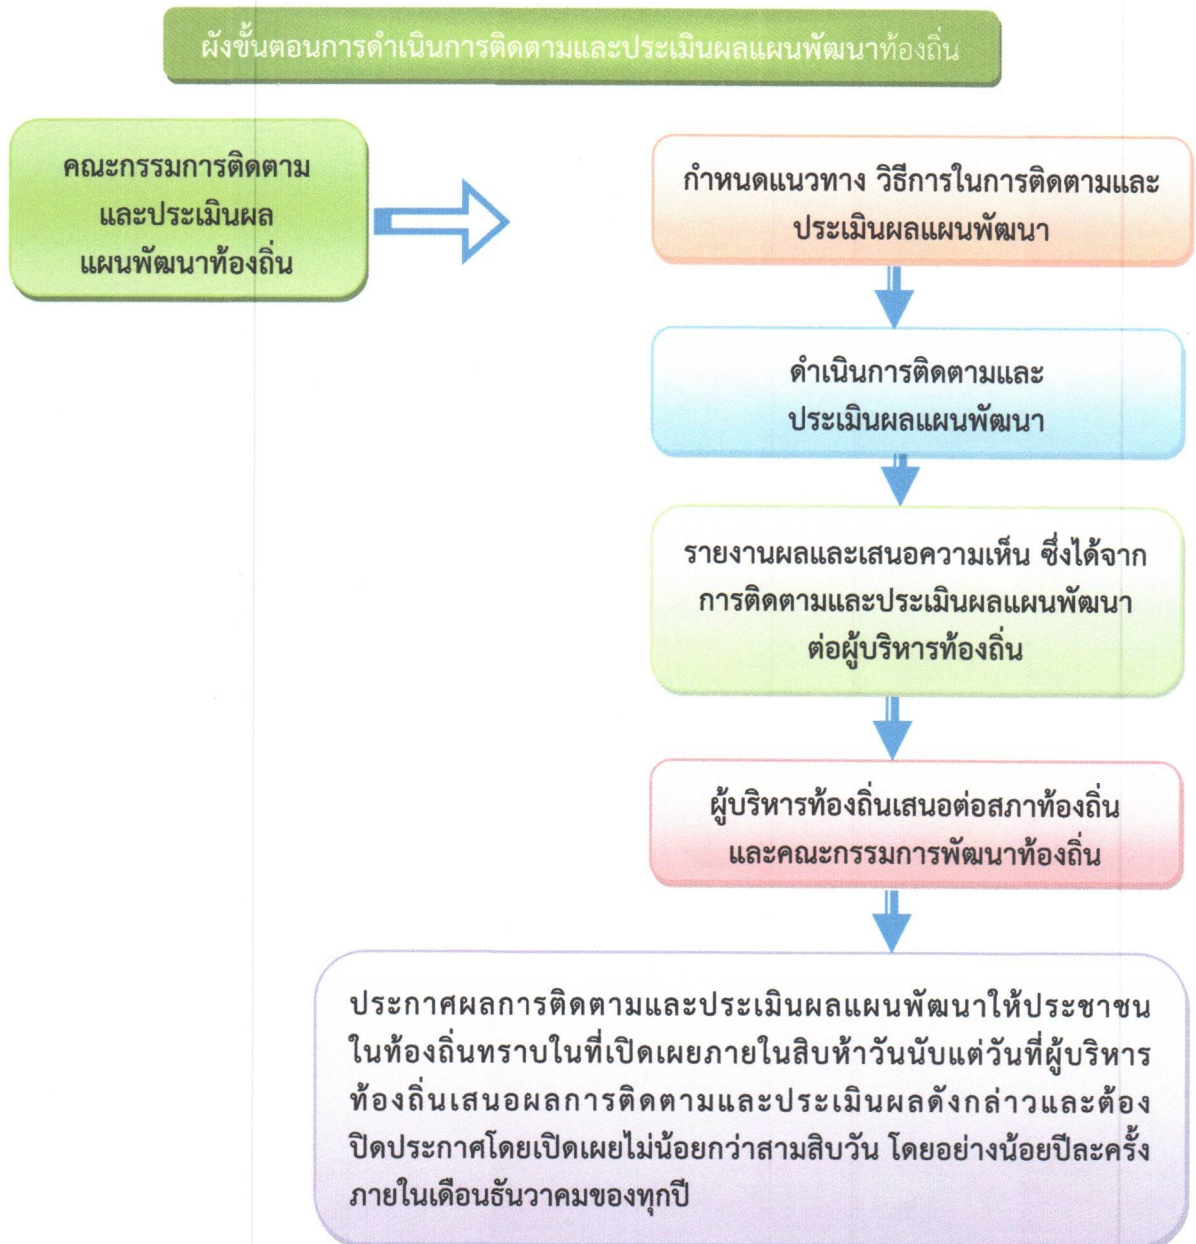 ผังขั้นตอนการดำเนินการติดตามและประเมินผลแผนพัฒนาท้องถิ่น
คณะกรรมการติดตาม
และประเมินผล
แผนพัฒนาท้องถิ่น
กำหนดแนวทาง วิธีการในการติดตามและ
ประเมินผลแผนพัฒนา
ดำเนินการติดตามและ
ประเมินผลแผนพัฒนา
รายงานผลและเสนอความเห็น ซึ่งได้จาก
การติดตามและประเมินผลแผนพัฒนา
ต่อผู้บริหารท้องถิ่น
ผู้บริหารท้องถิ่นเสนอต่อสภาท้องถิ่น
และคณะกรรมการพัฒนาท้องถิ่น
ประกาศผลการติดตามและประเมินผลแผนพัฒนาให้ประชาชน
ในท้องถิ่นทราบในที่เปิดเผยภายในสิบห้าวันนับแต่วันที่ผู้บริหาร
ท้องถิ่นเสนอผลการติดตามและประเมินผลดังกล่าวและต้อง
ปิดประกาศโดยเปิดเผยไม่น้อยกว่าสามสิบวัน โดยอย่างน้อยปีละครั้ง
ภายในเดือนธันวาคมของทุกปี